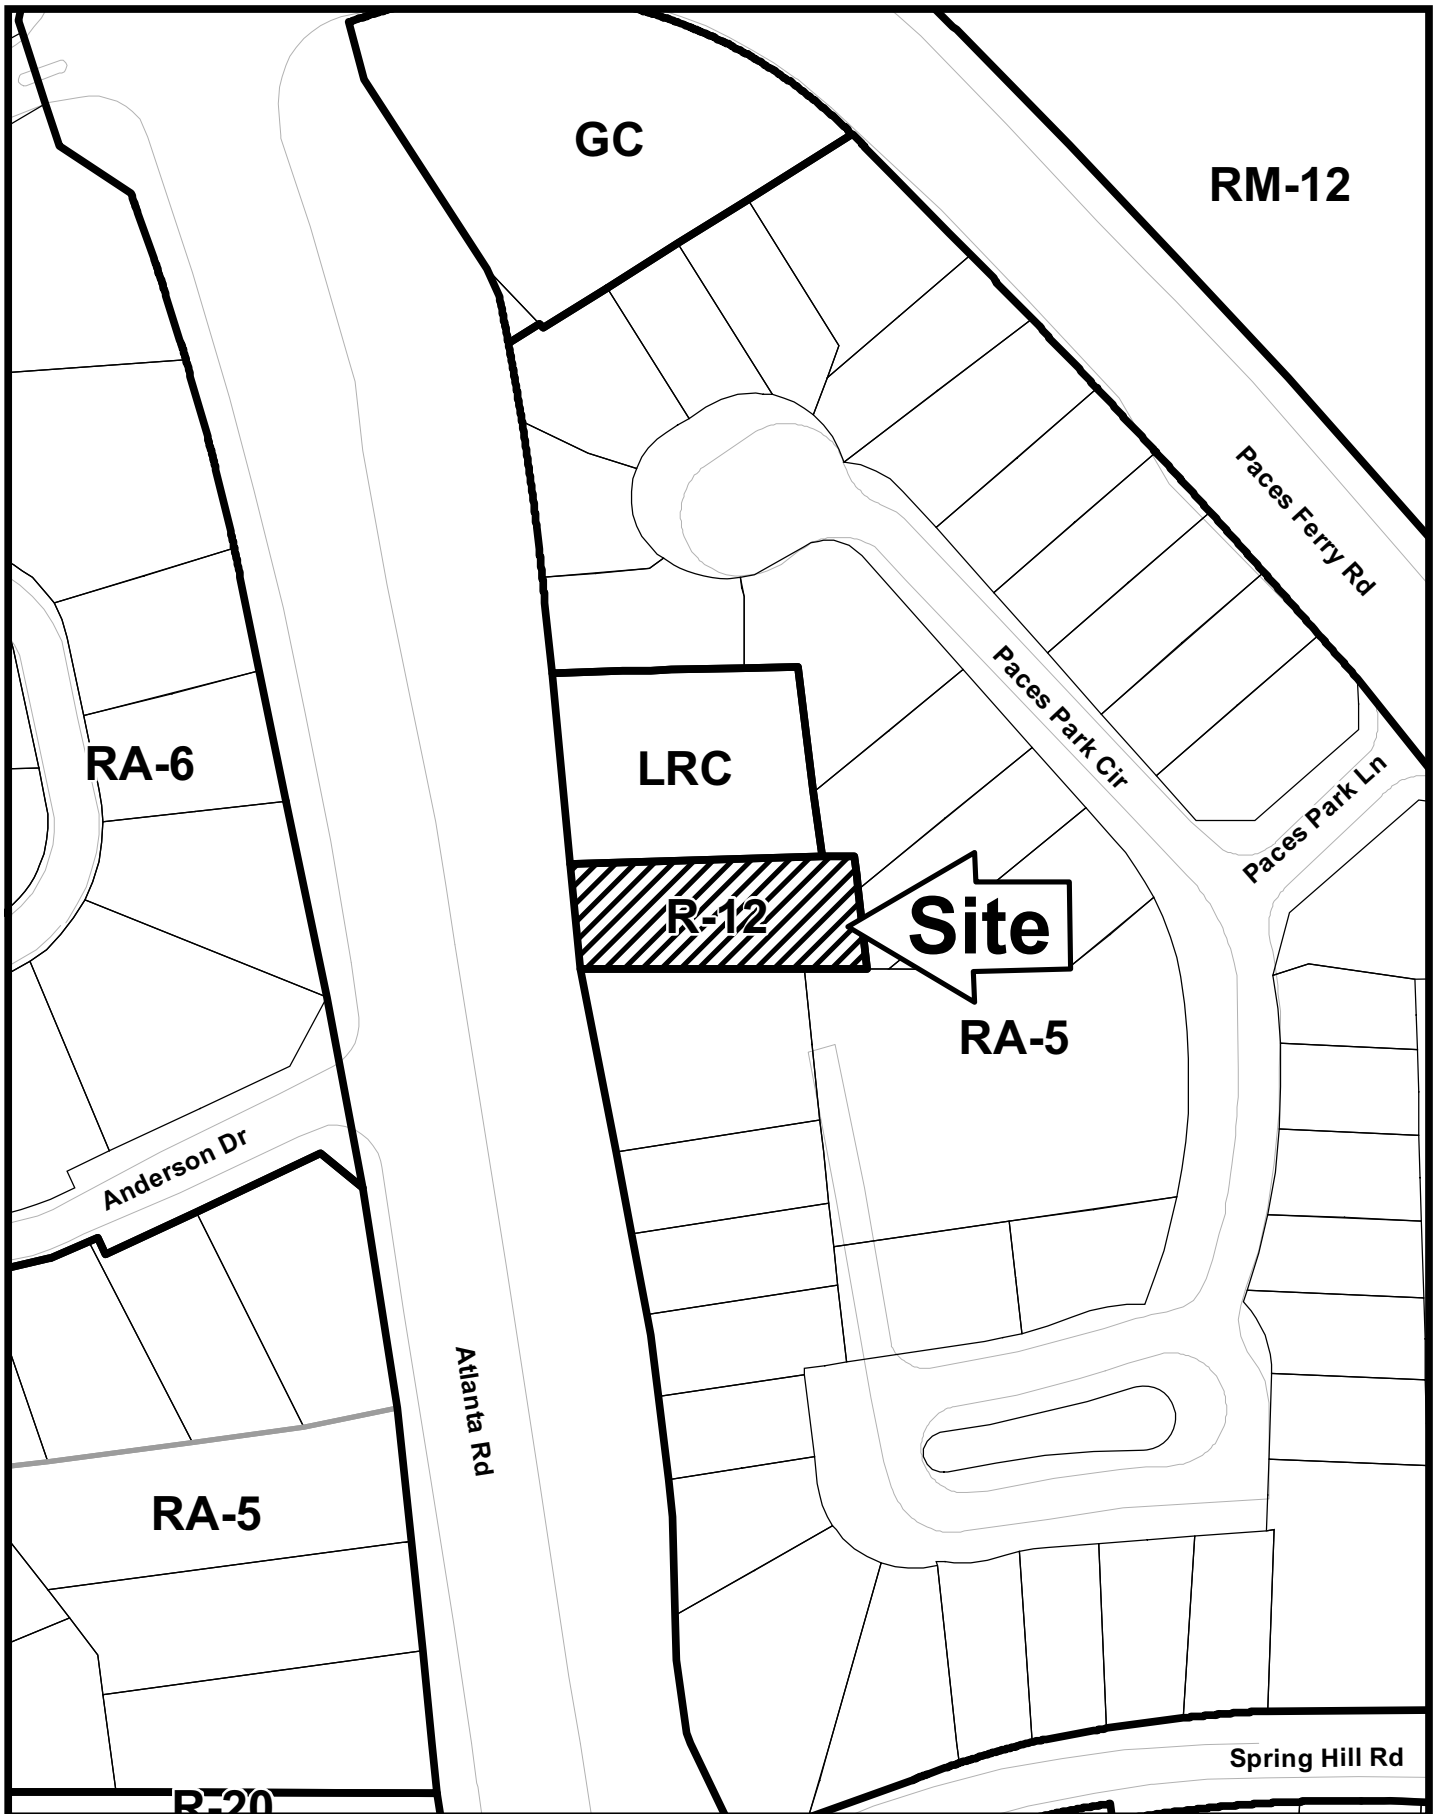 GC
RM-12
Paces Ferry Rd
Paces Park Cir
RA-6
LRC
Paces Park Ln
R-12
Site
RA-5
Anderson Dr
Atlanta Rd
RA-5
Spring Hill Rd
R-20